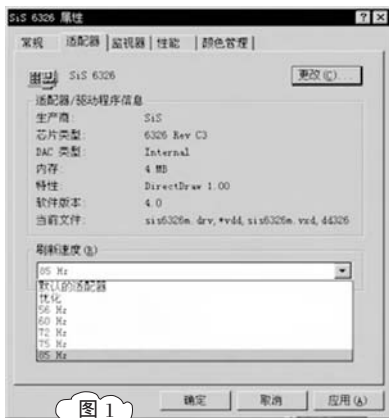 SiS 6326 属性
常规 适配器 监视器 性能 颜色管理
SiS 6326 更改(C)...
适配器/驱动程序信息
生产商: SiS
芯片类型: 6326 Rev C3
DAC 类型: Internal
内存: 4 MB
特性: DirectDraw 1.00
软件版本: 4.0
当前文件: sis6326m.drv,*vdd,sis6326m.vxd,dd326
刷新速度(R)
85 Hz
默认的适配器
优化
56 Hz
60 Hz
72 Hz
75 Hz
85 Hz
确定 取消 应用(A)
图 1